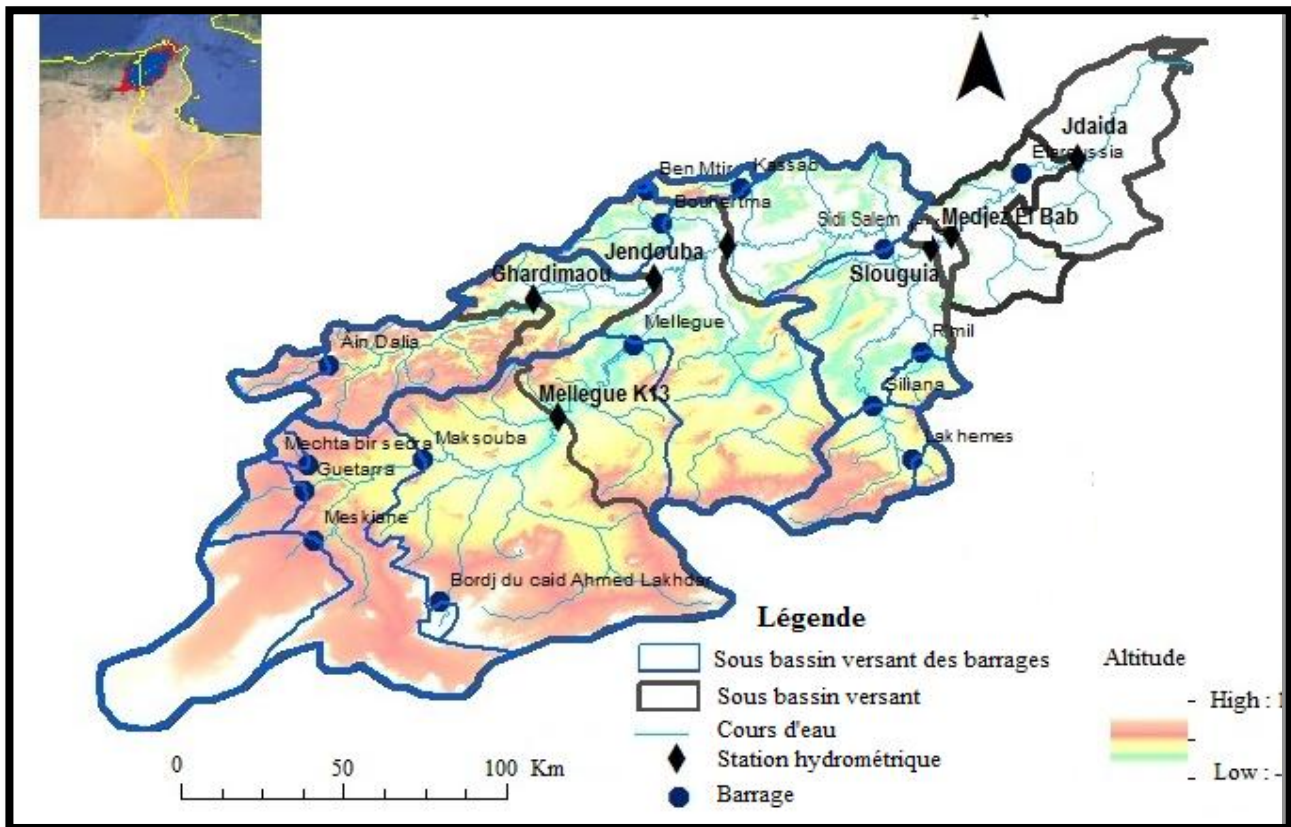 N
Jdaida
Elaroussia
Ben Mtir
Kassab
Bouhertma
Sidi Salem
Medjez El Bab
Jendouba
Slouguia
Ghardimaou
Mellegue
Rmil
Ain Dalia
Siliana
Mellegue K13
Lakhemes
Mechta bir sedra
Maksouba
Guetarra
Meskiane
Bordj du caid Ahmed Lakhdar
Légende
Sous bassin versant des barrages
Altitude
Sous bassin versant
High : 1
Cours d'eau
Station hydrométrique
Low : -
Barrage
0 50 100 Km